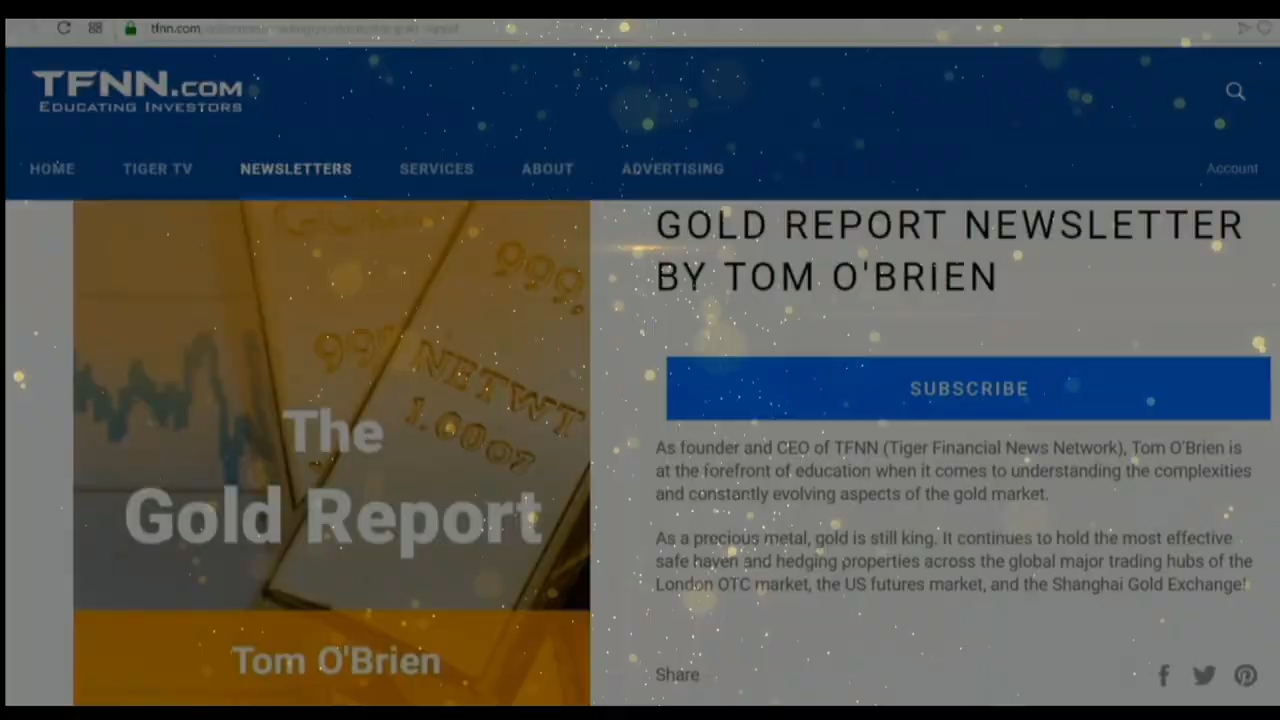 tfnn.com
TFNN.COM
EDUCATING INVESTORS
HOME TIGER TV NEWSLETTERS SERVICES ABOUT ADVERTISING Account
999,
NETWT
1.00OZ
The
Gold Report
Tom O'Brien
GOLD REPORT NEWSLETTER
BY TOM O'BRIEN
SUBSCRIBE
As founder and CEO of TFNN (Tiger Financial News Network), Tom O'Brien is
at the forefront of education when it comes to understanding the complexities
and constantly evolving aspects of the gold market.
As a precious metal, gold is still king. It continues to hold the most effective
safe haven and hedging properties across the global major trading hubs of the
London OTC market, the US futures market, and the Shanghai Gold Exchange!
Share